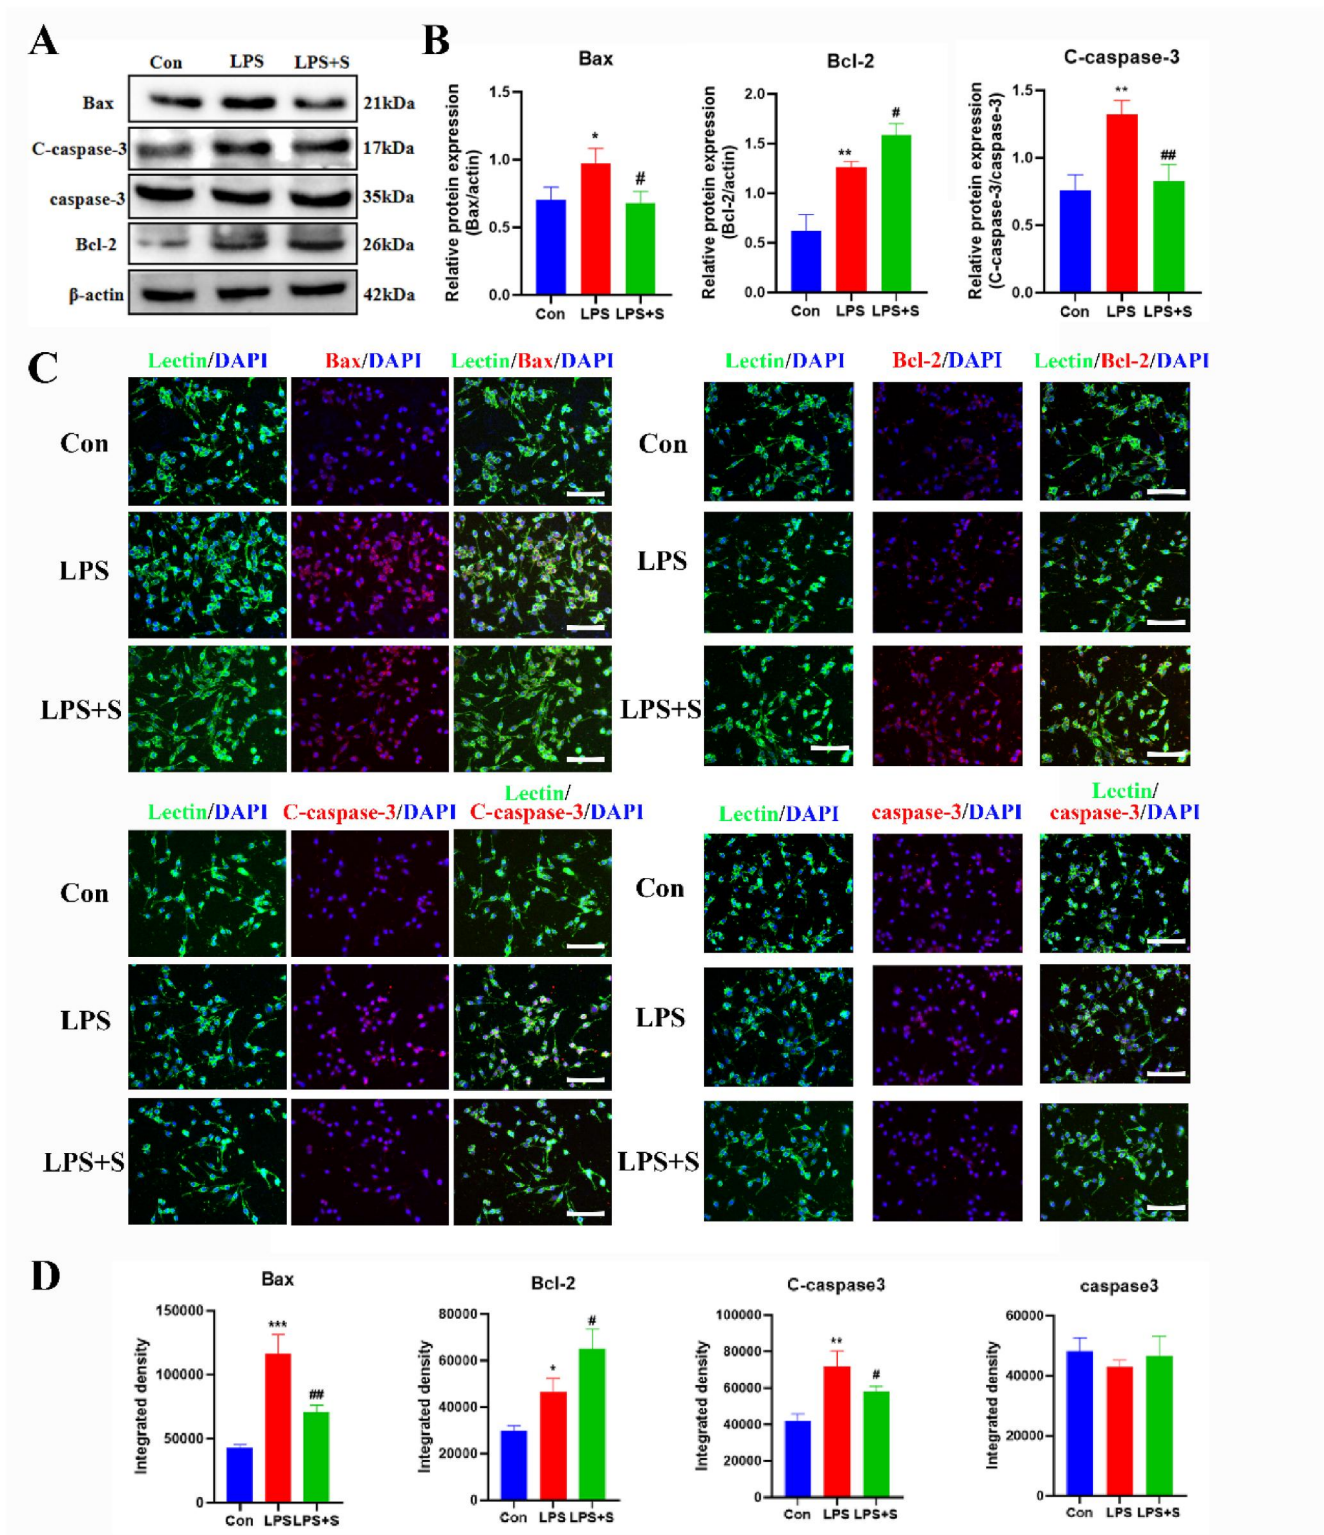 A
Con LPS LPS+S
Bax 21kDa
C-caspase-3 17kDa
caspase-3 35kDa
Bcl-2 26kDa
β-actin 42kDa
B
Bax
Relative protein expression
(Bax/actin)
1.5
1.0
0.5
0.0
*
#
Con LPS LPS+S
Bcl-2
Relative protein expression
(Bcl-2/actin)
2.0
1.5
1.0
0.5
0.0
**
#
Con LPS LPS+S
C-caspase-3
Relative protein expression
(C-caspase-3/caspase-3)
1.5
1.0
0.5
0.0
**
##
Con LPS LPS+S
C
Lectin/DAPI Bax/DAPI Lectin/Bax/DAPI
Con
LPS
LPS+S
Lectin/DAPI Bcl-2/DAPI Lectin/Bcl-2/DAPI
Con
LPS
LPS+S
Lectin/DAPI C-caspase-3/DAPI Lectin/
C-caspase-3/DAPI
Con
LPS
LPS+S
Lectin/DAPI caspase-3/DAPI Lectin/
caspase-3/DAPI
Con
LPS
LPS+S
D
Bax
Integrated density
150000
100000
50000
0
***
##
Con LPS LPS+S
Bcl-2
Integrated density
80000
60000
40000
20000
0
*
#
Con LPS LPS+S
C-caspase3
Integrated density
100000
80000
60000
40000
20000
0
**
#
Con LPS LPS+S
caspase3
Integrated density
60000
40000
20000
0
Con LPS LPS+S